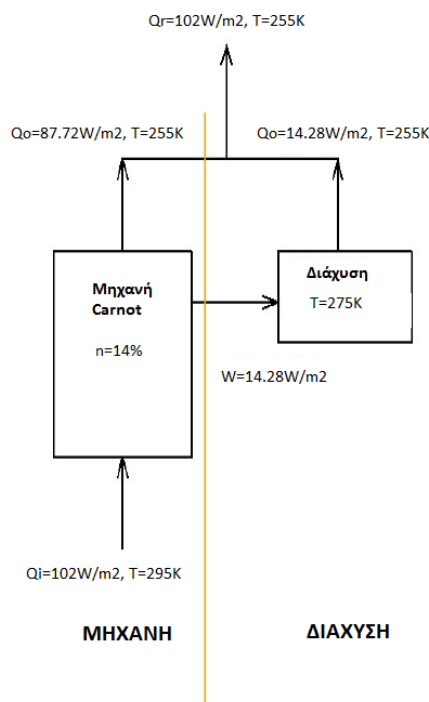 Qr=102W/m2, T=255K
Qo=87.72W/m2, T=255K
Qo=14.28W/m2, T=255K
Μηχανή
Carnot
n=14%
Διάχυση
T=275K
W=14.28W/m2
Qi=102W/m2, T=295K
ΜΗΧΑΝΗ
ΔΙΑΧΥΣΗ